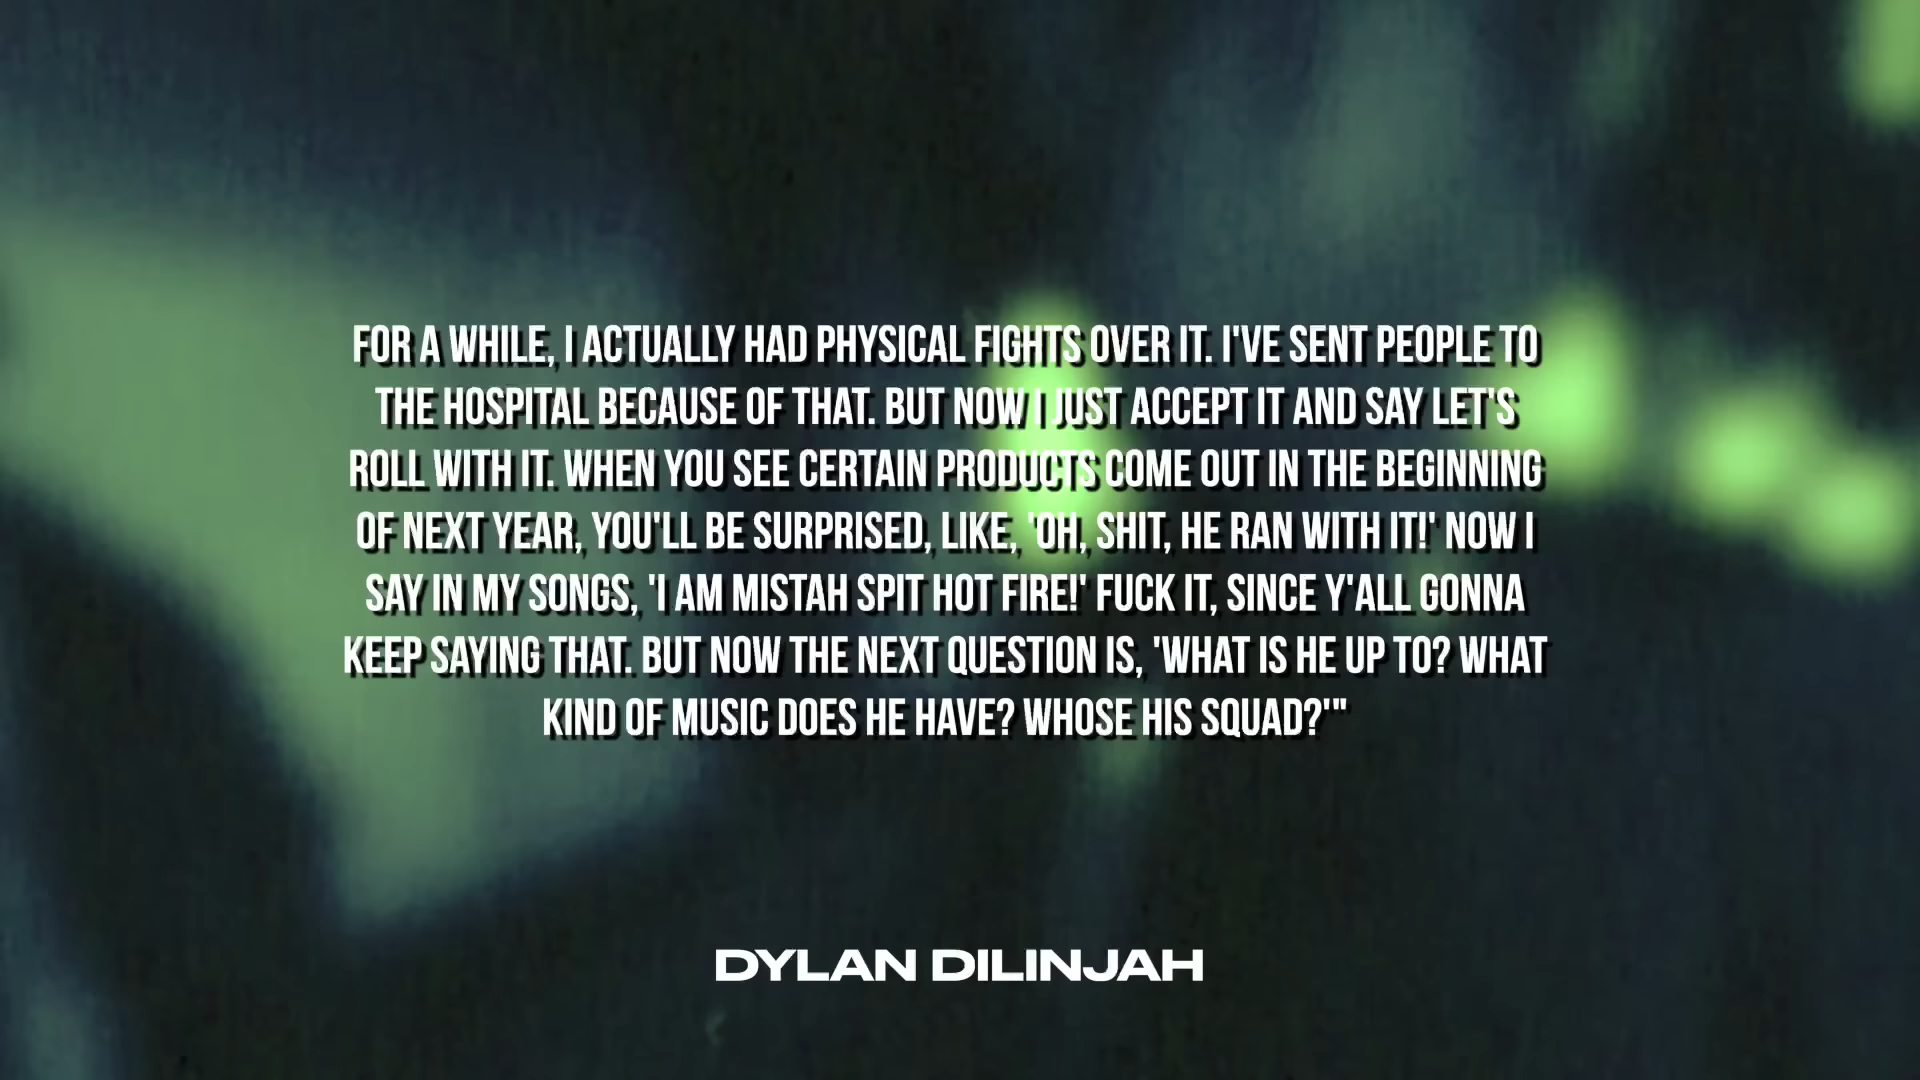 FOR A WHILE, I ACTUALLY HAD PHYSICAL FIGHTS OVER IT. I'VE SENT PEOPLE TO
THE HOSPITAL BECAUSE OF THAT. BUT NOW I JUST ACCEPT IT AND SAY LET'S
ROLL WITH IT. WHEN YOU SEE CERTAIN PRODUCTS COME OUT IN THE BEGINNING
OF NEXT YEAR, YOU'LL BE SURPRISED, LIKE, 'OH, SHIT, HE RAN WITH IT!' NOW I
SAY IN MY SONGS, 'I AM MISTAH SPIT HOT FIRE!' FUCK IT, SINCE Y'ALL GONNA
KEEP SAYING THAT. BUT NOW THE NEXT QUESTION IS, 'WHAT IS HE UP TO? WHAT
KIND OF MUSIC DOES HE HAVE? WHOSE HIS SQUAD?'"
DYLAN DILINJAH